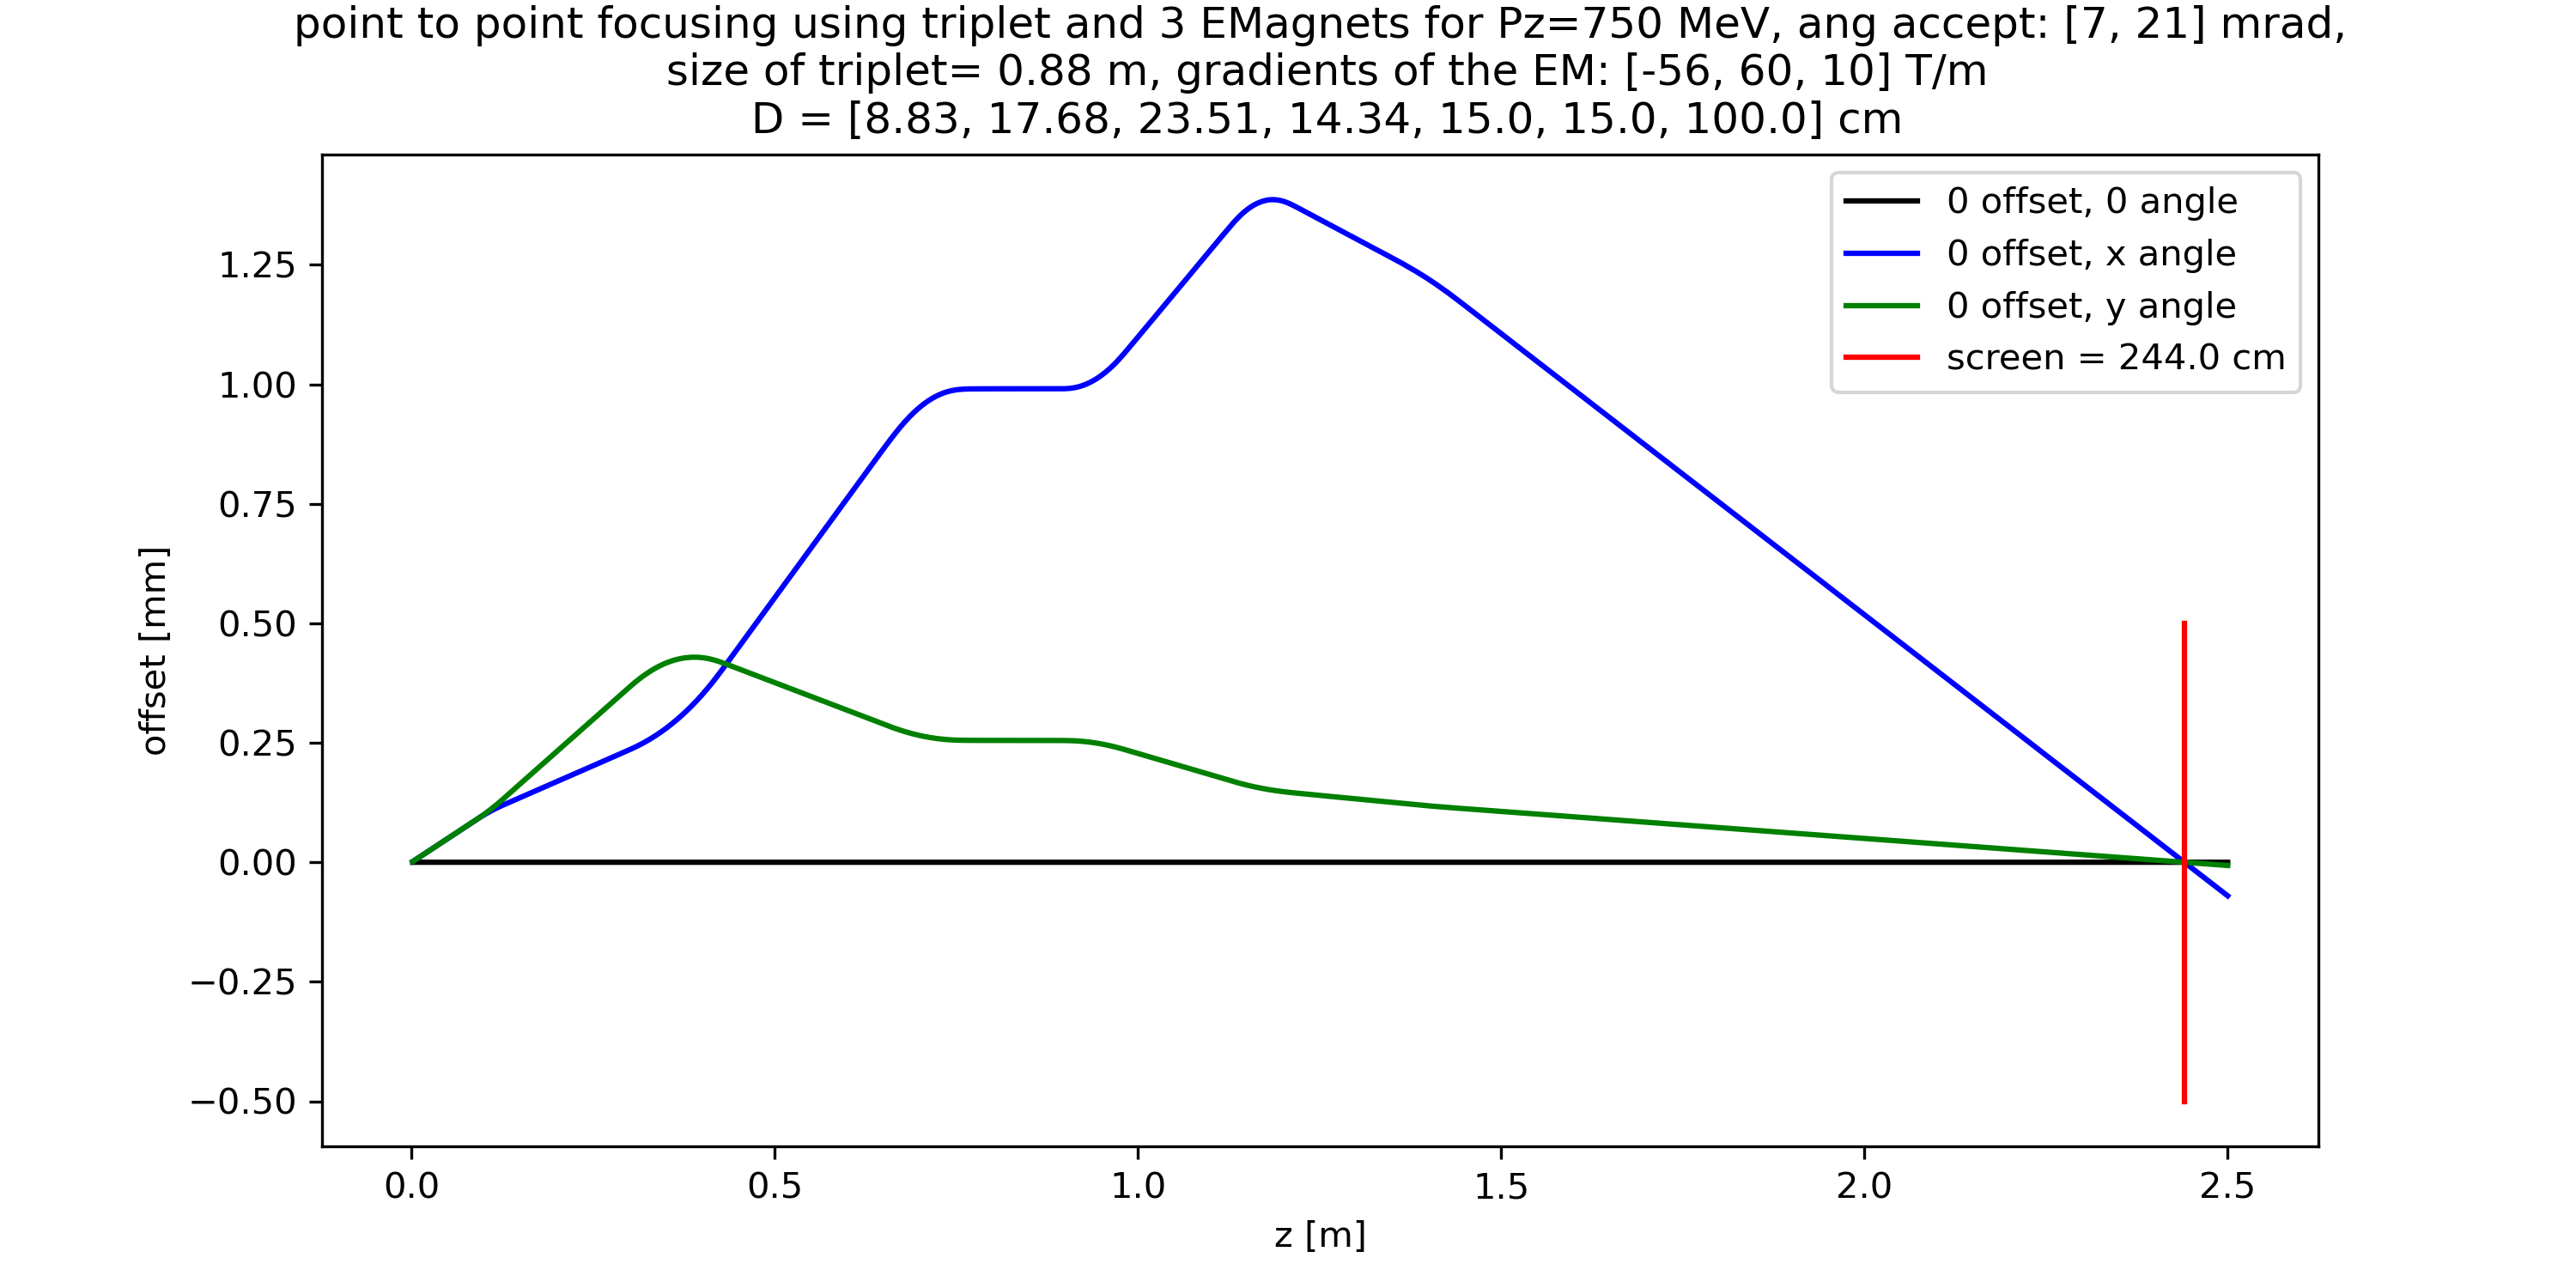 point to point focusing using triplet and 3 EMagnets for Pz=750 MeV, ang accept: [7, 21] mrad,
size of triplet= 0.88 m, gradients of the EM: [-56, 60, 10] T/m
D = [8.83, 17.68, 23.51, 14.34, 15.0, 15.0, 100.0] cm
0 offset, 0 angle
0 offset, x angle
0 offset, y angle
screen = 244.0 cm
offset [mm]
1.25
1.00
0.75
0.50
0.25
0.00
−0.25
−0.50
0.0 0.5 1.0 1.5 2.0 2.5
z [m]